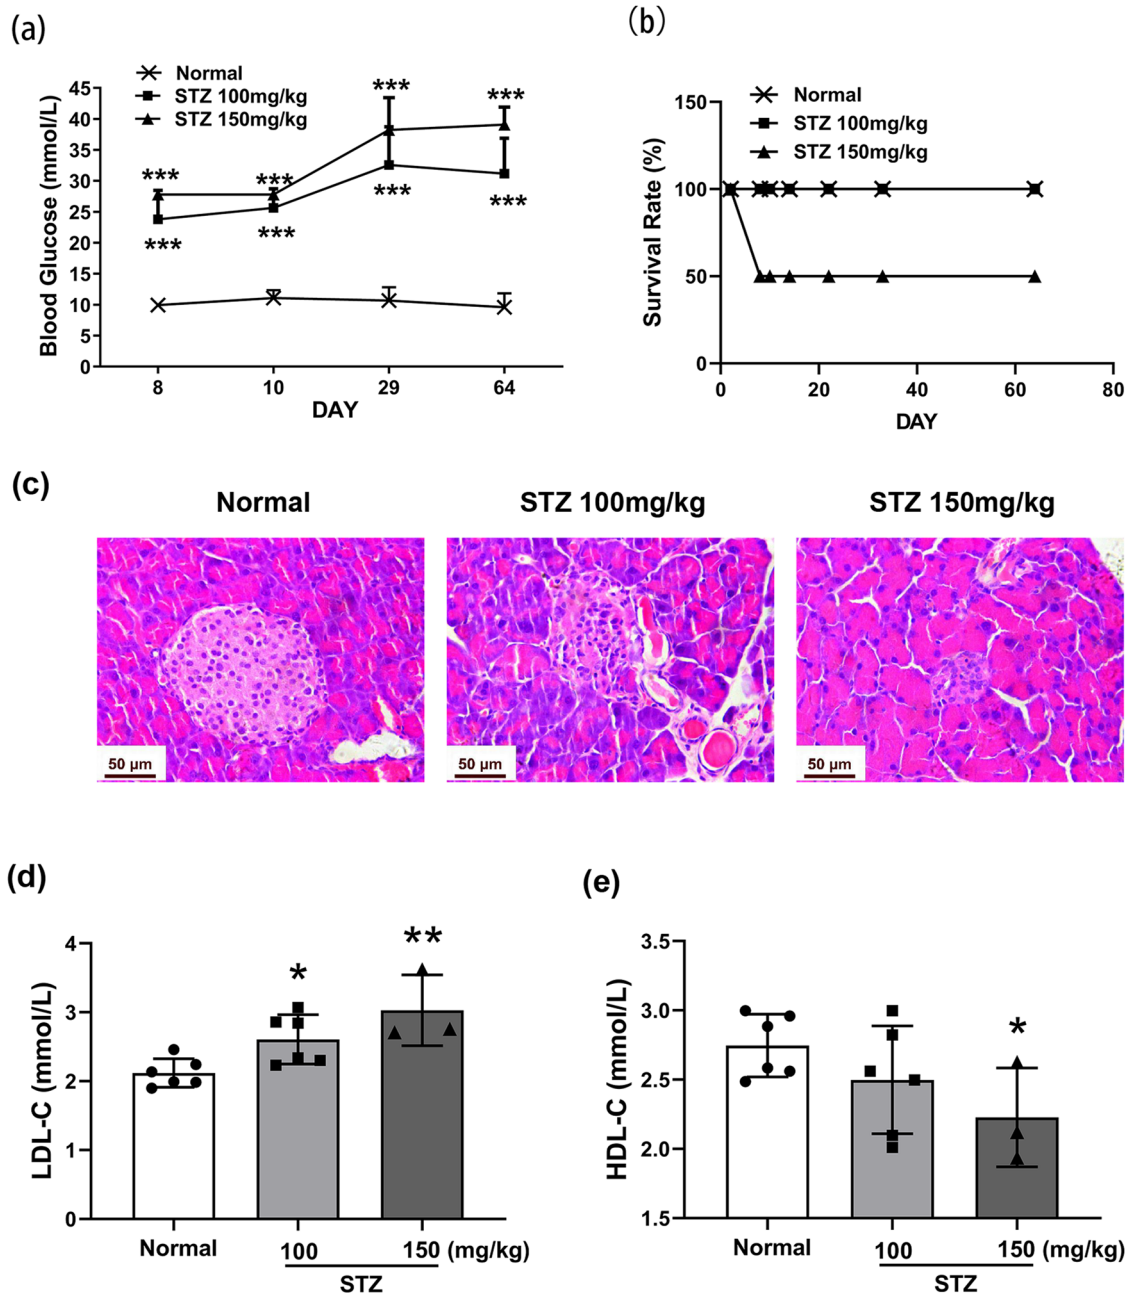 (a)
Normal
STZ 100mg/kg
STZ 150mg/kg
Blood Glucose (mmol/L)
45
40
35
30
25
20
15
10
5
0
***
***
***
***
***
***
***
***
8 10 29 64
DAY
(b)
Normal
STZ 100mg/kg
STZ 150mg/kg
Survival Rate (%)
150
100
50
0
0 20 40 60 80
DAY
(c)
Normal STZ 100mg/kg STZ 150mg/kg
50 μm 50 μm 50 μm
(d)
LDL-C (mmol/L)
4
3
2
1
0
*
**
Normal 100 150 (mg/kg)
STZ
(e)
HDL-C (mmol/L)
3.5
3.0
2.5
2.0
1.5
*
Normal 100 150 (mg/kg)
STZ